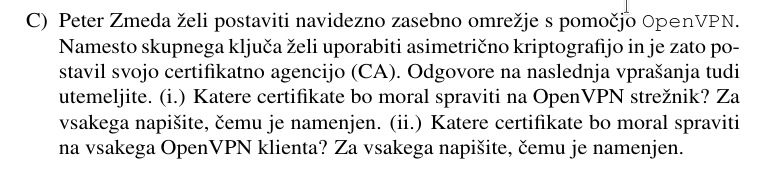 C) Peter Zmeda želi postaviti navidezno zasebno omrežje s pomočjo OpenVPN.
Namesto skupnega ključa želi uporabiti asimetrično kriptografijo in je zato po-
stavil svojo certifikatno agencijo (CA). Odgovore na naslednja vprašanja tudi
utemeljite. (i.) Katere certifikate bo moral spraviti na OpenVPN strežnik? Za
vsakega napišite, čemu je namenjen. (ii.) Katere certifikate bo moral spraviti
na vsakega OpenVPN klienta? Za vsakega napišite, čemu je namenjen.